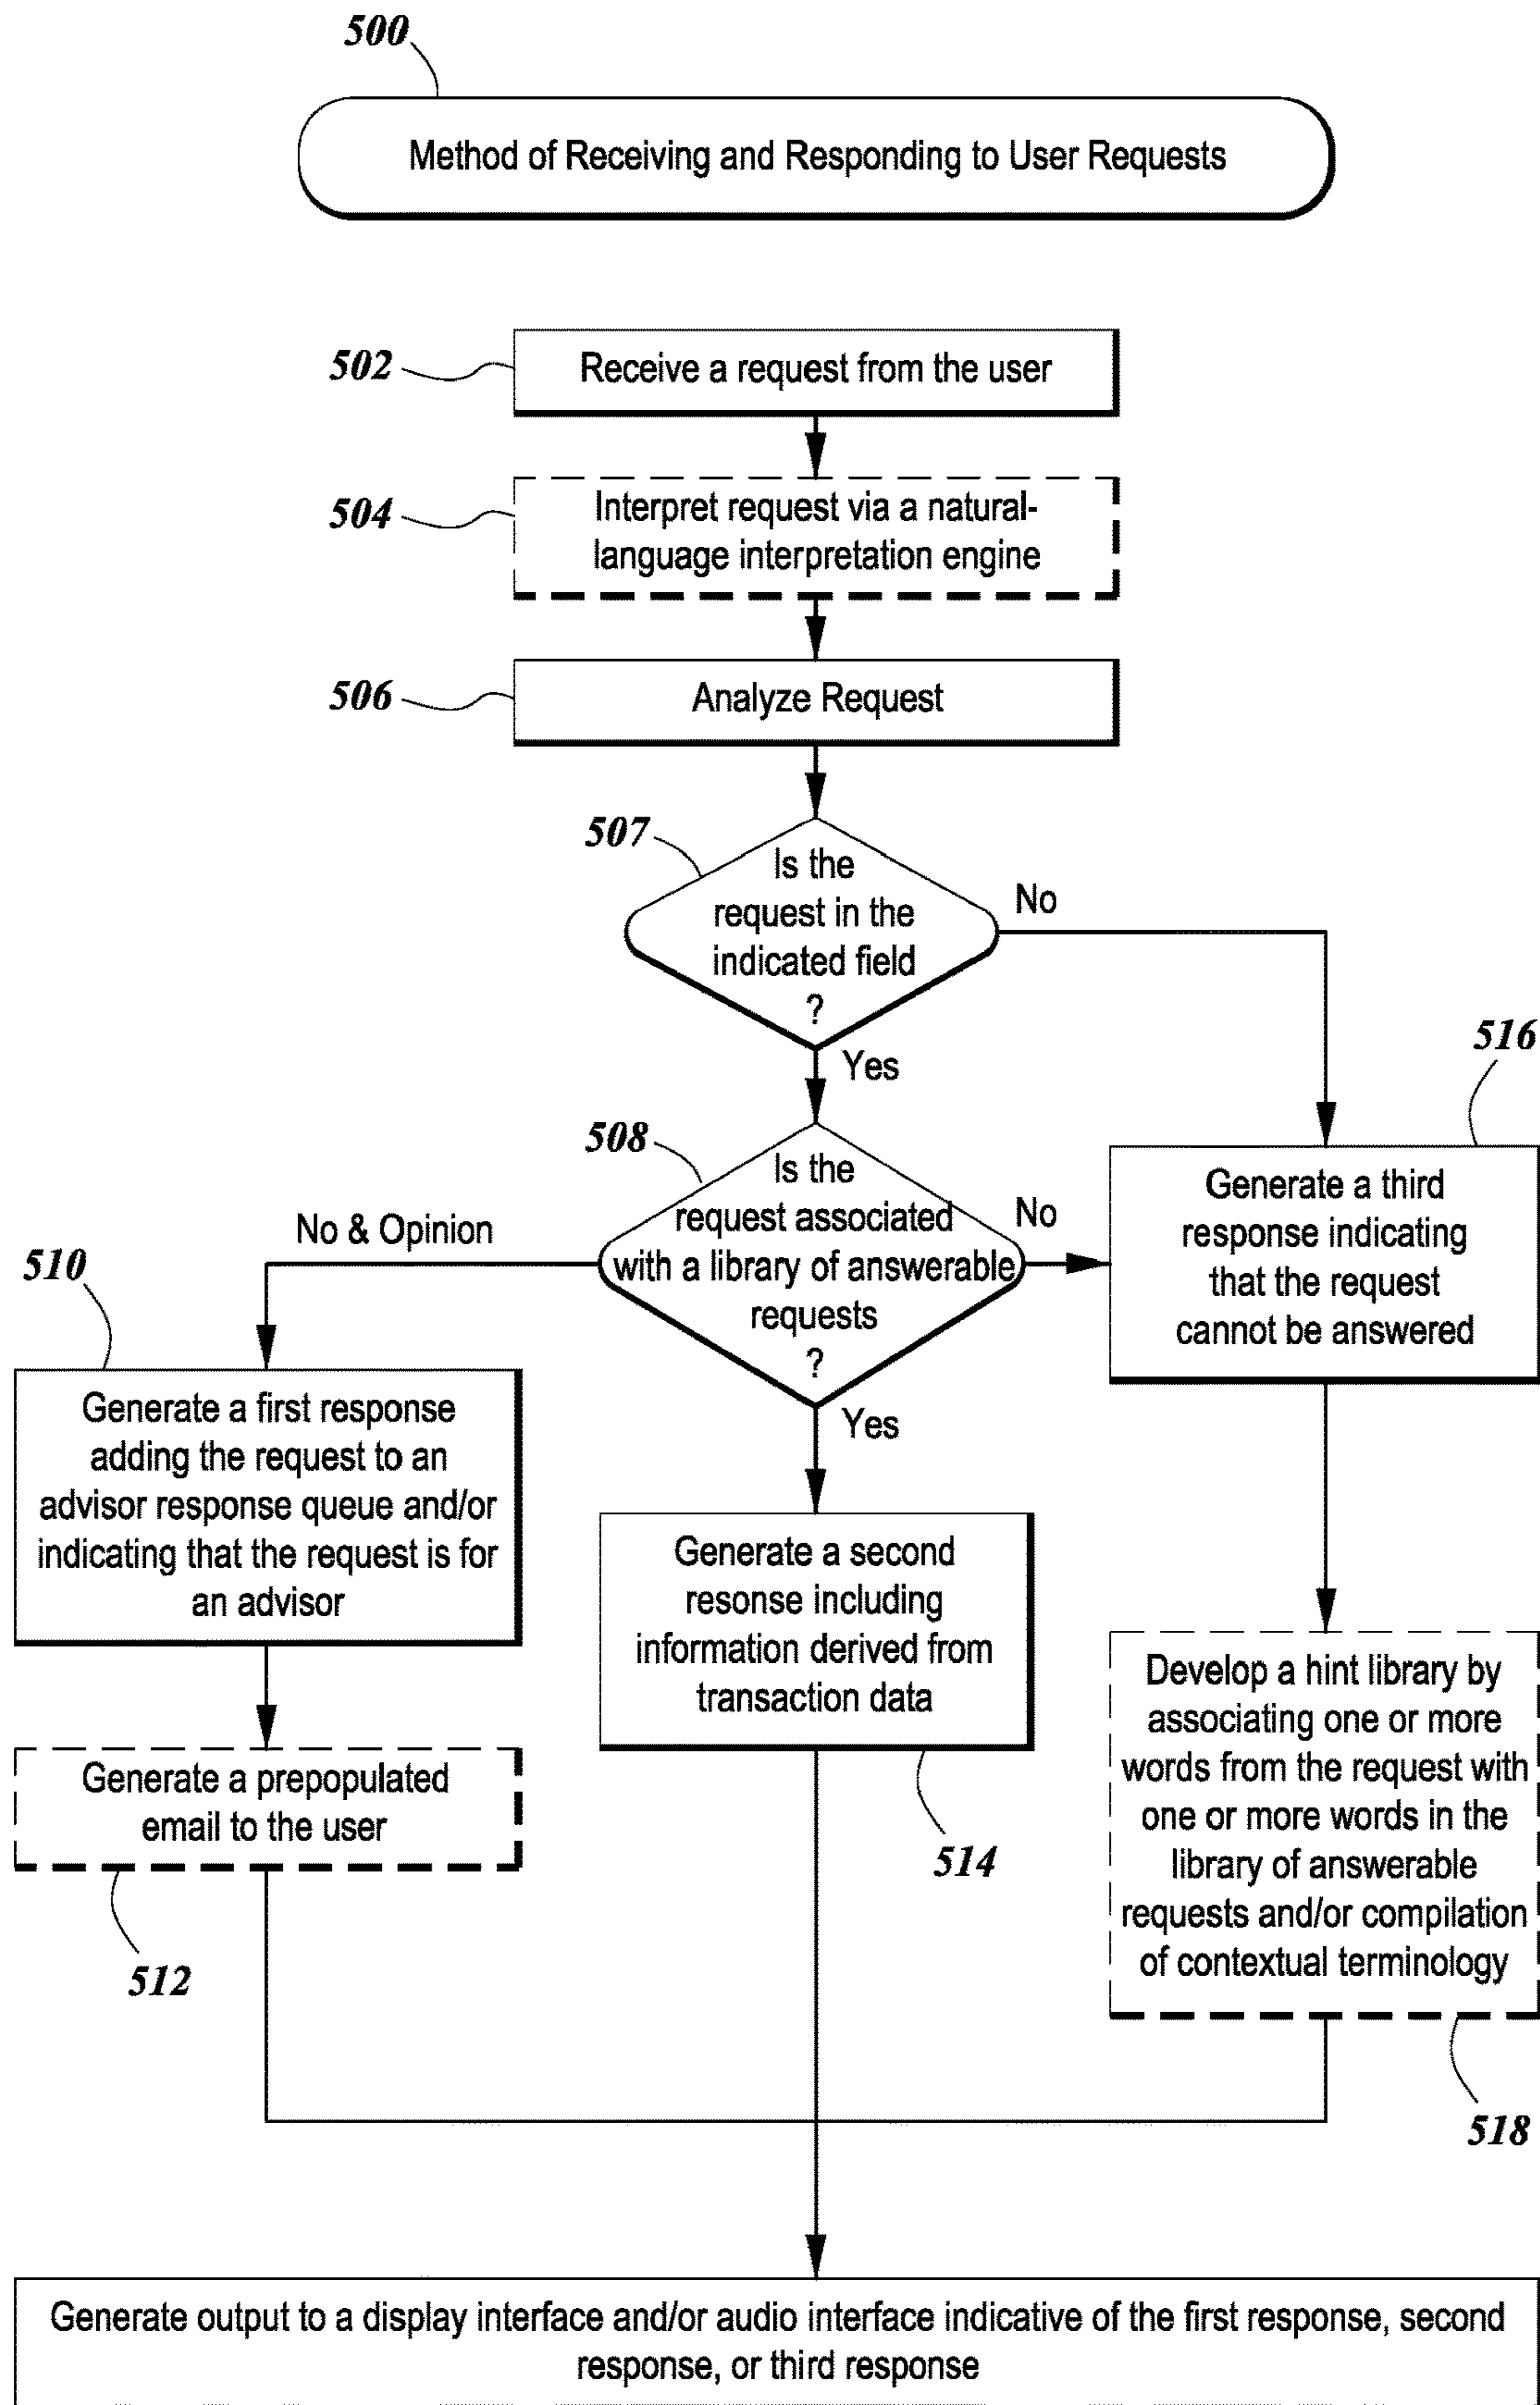 500
Method of Receiving and Responding to User Requests
502
Receive a request from the user
504
Interpret request via a natural-
language interpretation engine
506
Analyze Request
507
Is the
request in the
indicated field
?
No
Yes
516
508
Is the
request associated
with a library of answerable
requests
?
No & Opinion
No
Yes
Generate a third
response indicating
that the request
cannot be answered
510
Generate a first response
adding the request to an
advisor response queue and/or
indicating that the request is for
an advisor
Generate a second
resonse including
information derived from
transaction data
514
Develop a hint library by
associating one or more
words from the request with
one or more words in the
library of answerable
requests and/or compilation
of contextual terminology
518
Generate a prepopulated
email to the user
512
Generate output to a display interface and/or audio interface indicative of the first response, second
response, or third response